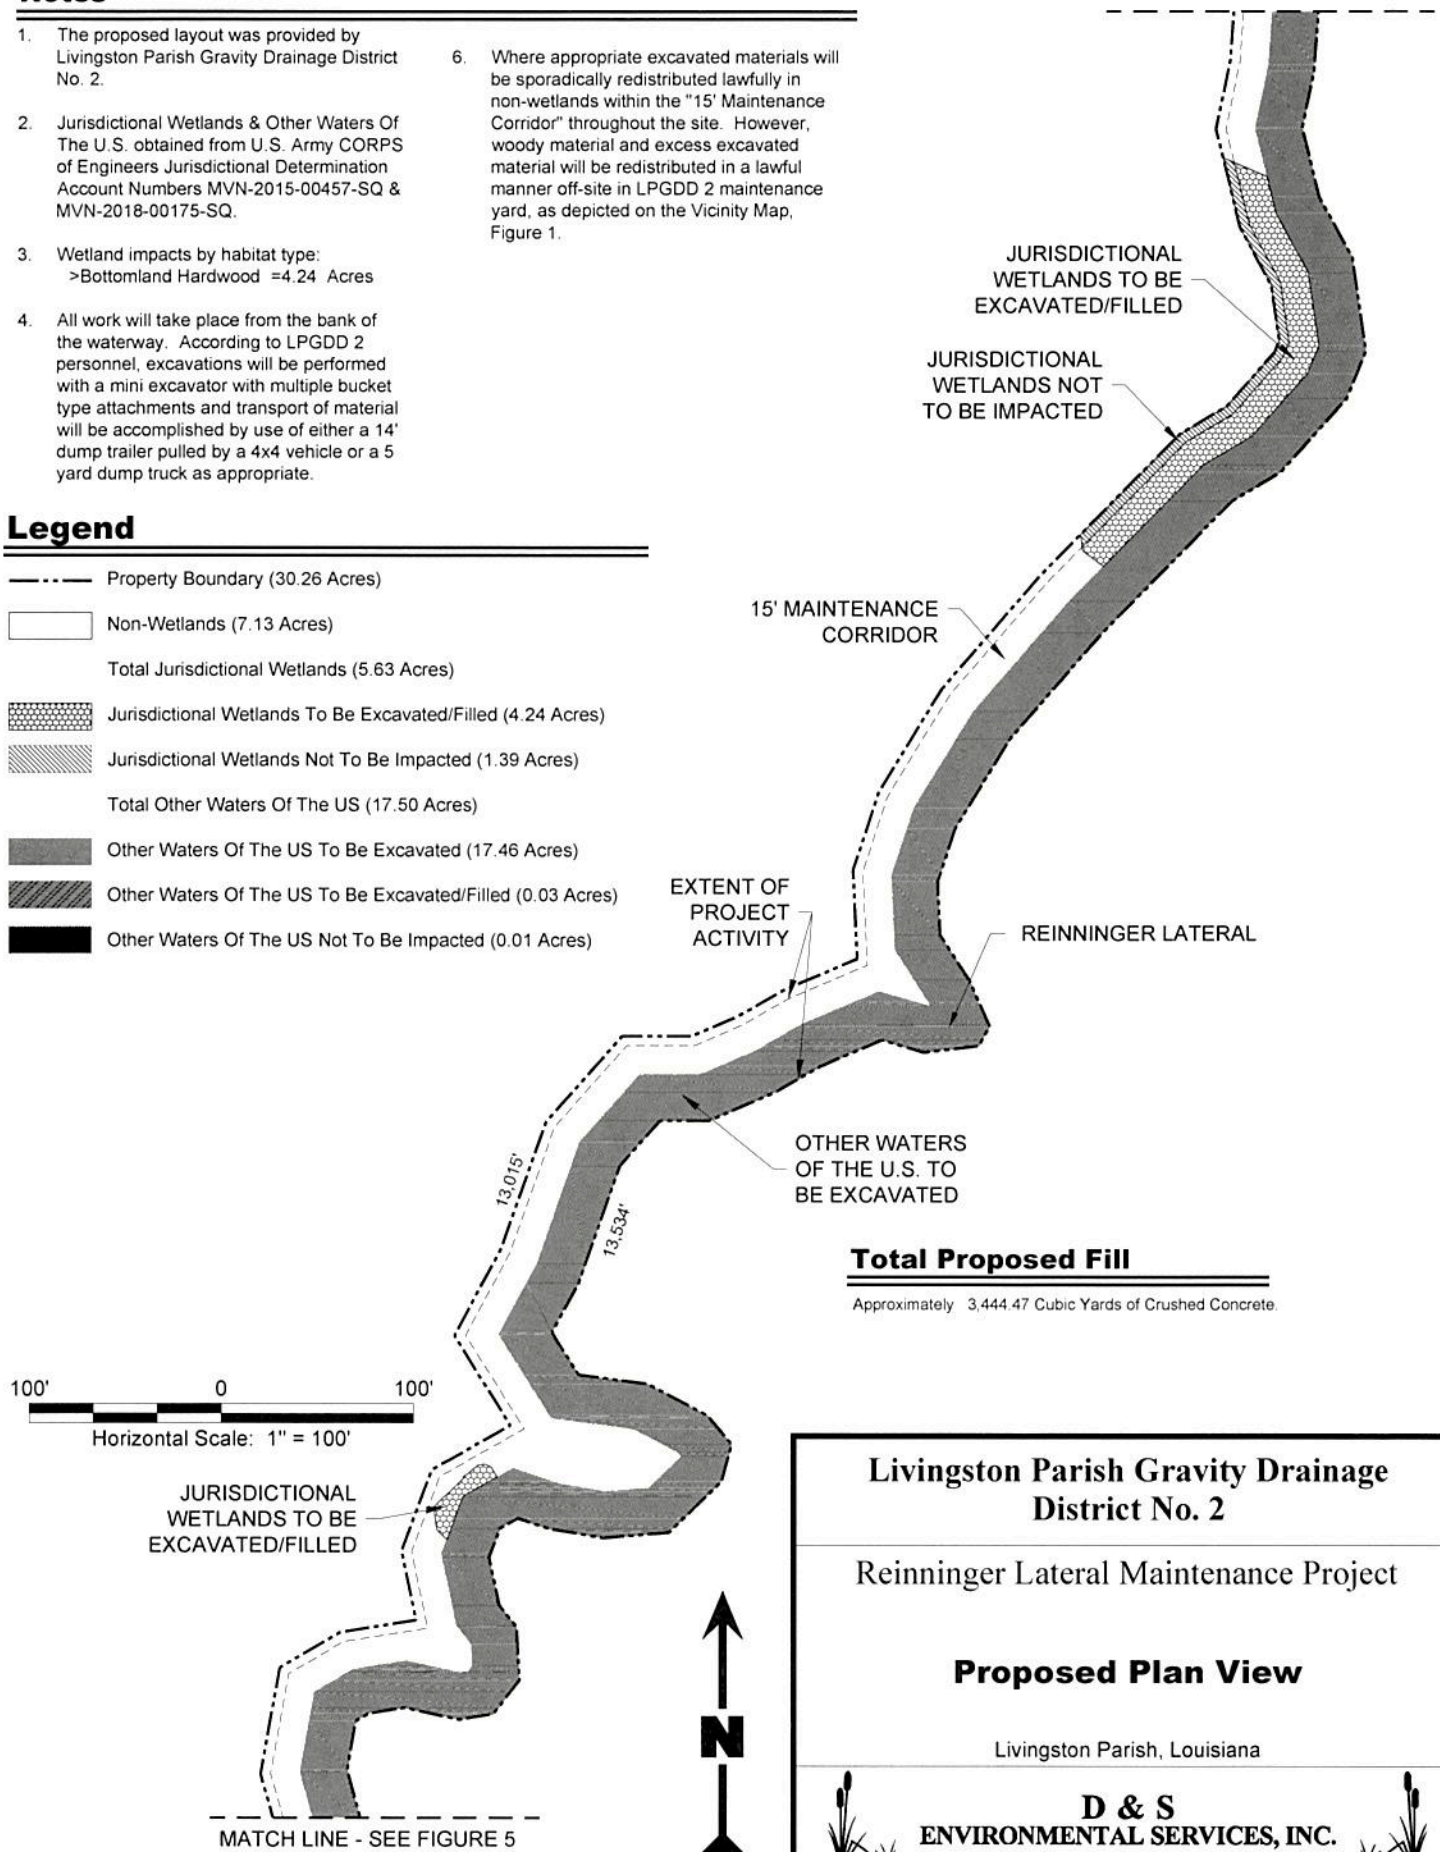 1. The proposed layout was provided by
Livingston Parish Gravity Drainage District
No. 2.
2. Jurisdictional Wetlands & Other Waters Of
The U.S. obtained from U.S. Army CORPS
of Engineers Jurisdictional Determination
Account Numbers MVN-2015-00457-SQ &
MVN-2018-00175-SQ.
3. Wetland impacts by habitat type:
>Bottomland Hardwood =4.24 Acres
4. All work will take place from the bank of
the waterway. According to LPGDD 2
personnel, excavations will be performed
with a mini excavator with multiple bucket
type attachments and transport of material
will be accomplished by use of either a 14'
dump trailer pulled by a 4x4 vehicle or a 5
yard dump truck as appropriate.
6. Where appropriate excavated materials will
be sporadically redistributed lawfully in
non-wetlands within the "15' Maintenance
Corridor" throughout the site. However,
woody material and excess excavated
material will be redistributed in a lawful
manner off-site in LPGDD 2 maintenance
yard, as depicted on the Vicinity Map,
Figure 1.
Legend
Property Boundary (30.26 Acres)
Non-Wetlands (7.13 Acres)
Total Jurisdictional Wetlands (5.63 Acres)
Jurisdictional Wetlands To Be Excavated/Filled (4.24 Acres)
Jurisdictional Wetlands Not To Be Impacted (1.39 Acres)
Total Other Waters Of The US (17.50 Acres)
Other Waters Of The US To Be Excavated (17.46 Acres)
Other Waters Of The US To Be Excavated/Filled (0.03 Acres)
Other Waters Of The US Not To Be Impacted (0.01 Acres)
JURISDICTIONAL
WETLANDS TO BE
EXCAVATED/FILLED
JURISDICTIONAL
WETLANDS NOT
TO BE IMPACTED
15' MAINTENANCE
CORRIDOR
EXTENT OF
PROJECT
ACTIVITY
REINNINGER LATERAL
OTHER WATERS
OF THE U.S. TO
BE EXCAVATED
13,015'
13,534'
Total Proposed Fill
Approximately 3,444.47 Cubic Yards of Crushed Concrete.
100' 0 100'
Horizontal Scale: 1" = 100'
JURISDICTIONAL
WETLANDS TO BE
EXCAVATED/FILLED
MATCH LINE - SEE FIGURE 5
N
Livingston Parish Gravity Drainage
District No. 2
Reinninger Lateral Maintenance Project
Proposed Plan View
Livingston Parish, Louisiana
D & S
ENVIRONMENTAL SERVICES, INC.